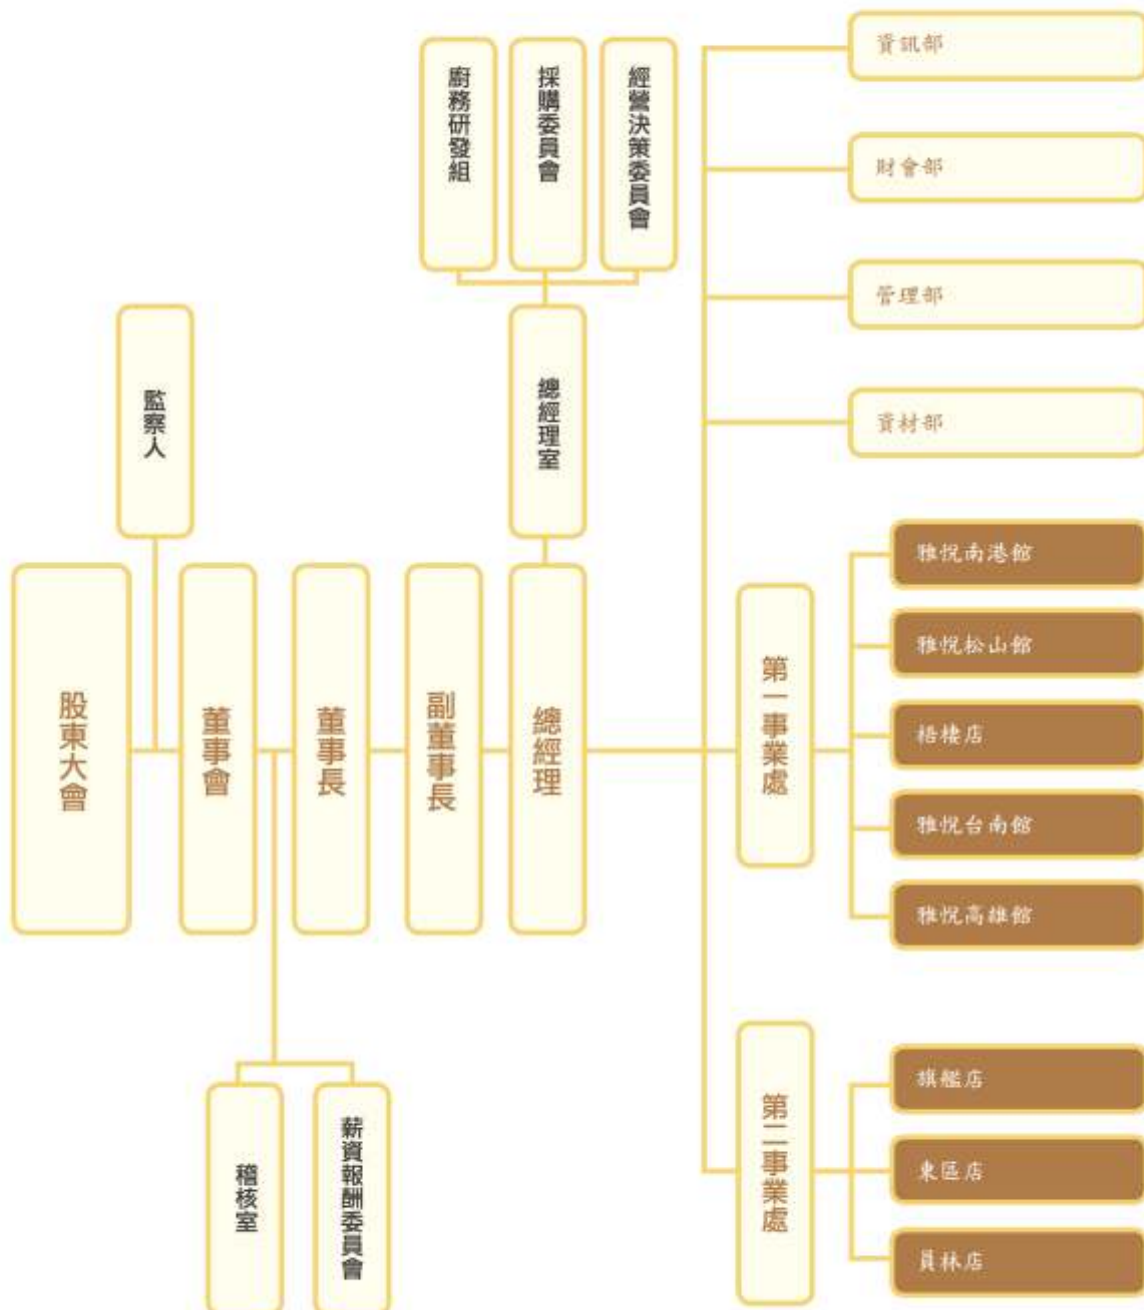 廚務研發組
採購委員會
經營決策委員會
資訊部
財會部
管理部
資材部
監察人
總經理室
股東大會
董事會
董事長
副董事長
總經理
第一事業處
雅悅南港館
雅悅松山館
梧棲店
雅悅台南館
雅悅高雄館
稽核室
薪資報酬委員會
第二事業處
旗艦店
東區店
員林店